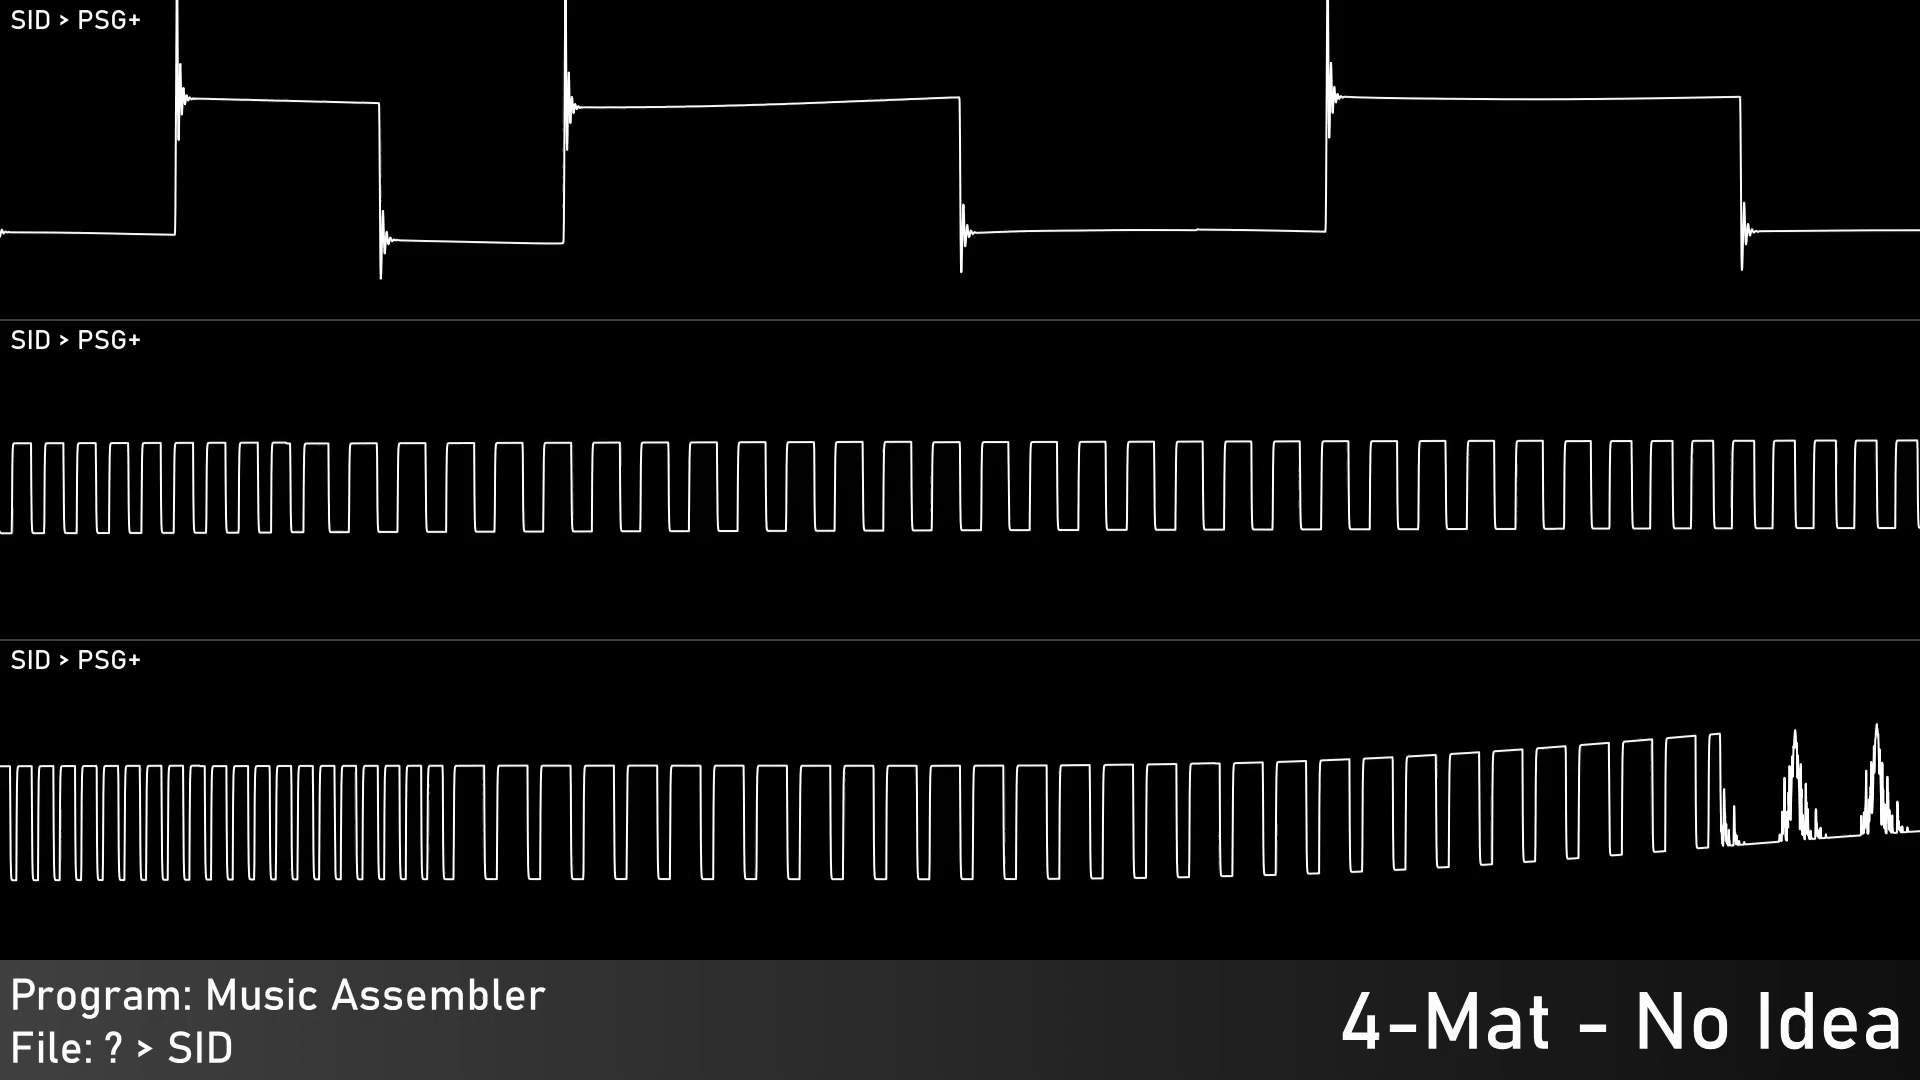 SID > PSG+
SID > PSG+
SID > PSG+
Program: Music Assembler
File: ? > SID
4-Mat - No Idea